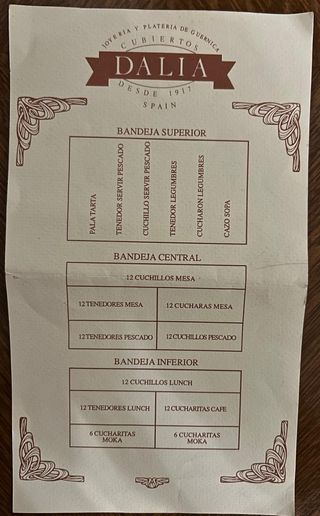 JOYERIA Y PLATERIA DE GUERNICA
CUBIERTOS
DALIA
DESDE 1917
SPAIN
BANDEJA SUPERIOR
PALA TARTA
TENEDOR SERVIR PESCADO
CUCHILLO SERVIR PESCADO
TENEDOR LEGUMBRES
CUCHARON LEGUMBRES
CAZO SOPA
BANDEJA CENTRAL
12 CUCHILLOS MESA
12 TENEDORES MESA
12 CUCHARAS MESA
12 TENEDORES PESCADO
12 CUCHILLOS PESCADO
BANDEJA INFERIOR
12 CUCHILLOS LUNCH
12 TENEDORES LUNCH
12 CUCHARITAS CAFE
6 CUCHARITAS
MOKA
6 CUCHARITAS
MOKA